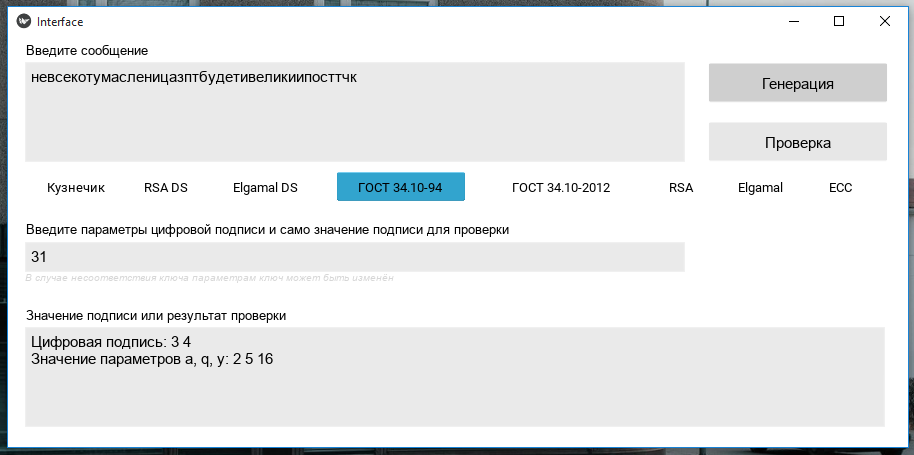 Interface
Введите сообщение
невсекотумасленицазптбудетивеликиипосттчк
Генерация
Проверка
Кузнечик RSA DS Elgamal DS ГОСТ 34.10-94 ГОСТ 34.10-2012 RSA Elgamal ECC
Введите параметры цифровой подписи и само значение подписи для проверки
31
В случае несоответствия ключа параметрам ключ может быть изменён
Значение подписи или результат проверки
Цифровая подпись: 3 4
Значение параметров a, q, y: 2 5 16